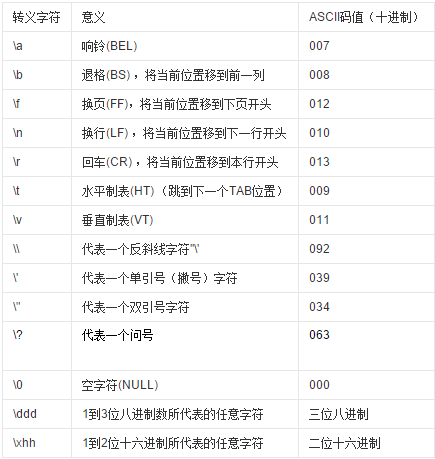 转义字符 意义 ASCII码值（十进制）
\a 响铃(BEL) 007
\b 退格(BS) ，将当前位置移到前一列 008
\f 换页(FF)，将当前位置移到下页开头 012
\n 换行(LF) ，将当前位置移到下一行开头 010
\r 回车(CR) ，将当前位置移到本行开头 013
\t 水平制表(HT) （跳到下一个TAB位置） 009
\v 垂直制表(VT) 011
\\ 代表一个反斜线字符''\' 092
\' 代表一个单引号（撇号）字符 039
\" 代表一个双引号字符 034
\? 代表一个问号 063
\0 空字符(NULL) 000
\ddd 1到3位八进制数所代表的任意字符 三位八进制
\xhh 1到2位十六进制所代表的任意字符 二位十六进制